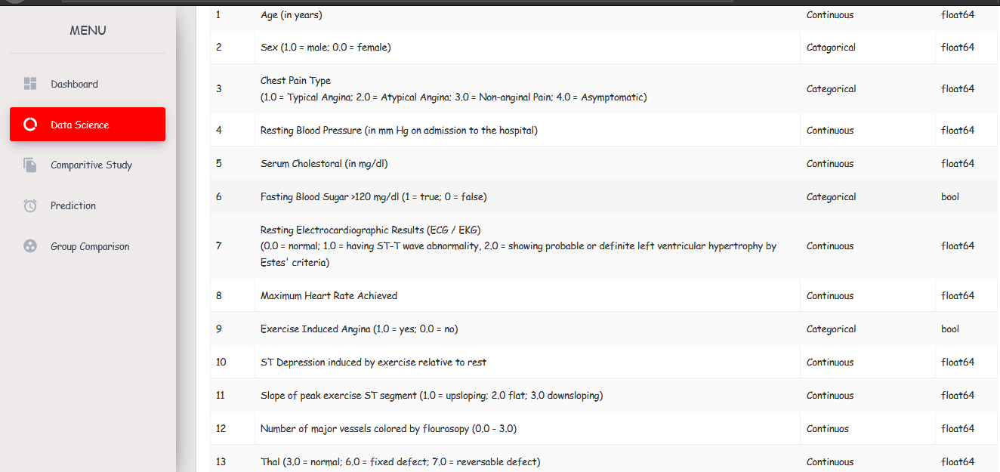 MENU
Dashboard
Data Science
Comparitive Study
Prediction
Group Comparison
1 Age (in years) Continuous float64
2 Sex (1.0 = male; 0.0 = female) Catagorical float64
Chest Pain Type
3 (1.0 = Typical Angina; 2.0 = Atypical Angina; 3.0 = Non-anginal Pain; 4.0 = Asymptomatic) Categorical float64
4 Resting Blood Pressure (in mm Hg on admission to the hospital) Continuous float64
5 Serum Cholestoral (in mg/dl) Continuous float64
6 Fasting Blood Sugar >120 mg/dl (1 = true; 0 = false) Categorical bool
Resting Electrocardiographic Results (ECG / EKG)
7 (0.0 = normal; 1.0 = having ST-T wave abnormality, 2.0 = showing probable or definite left ventricular hypertrophy by Continuous float64
Estes' criteria)
8 Maximum Heart Rate Achieved Continuous float64
9 Exercise Induced Angina (1.0 = yes; 0.0 = no) Categorical bool
10 ST Depression induced by exercise relative to rest Continuous float64
11 Slope of peak exercise ST segment (1.0 = upsloping; 2.0 flat; 3.0 downsloping) Continuous float64
12 Number of major vessels colored by flourosopy (0.0 - 3.0) Continuos float64
13 Thal (3.0 = normal; 6.0 = fixed defect; 7.0 = reversable defect) Continuous float64